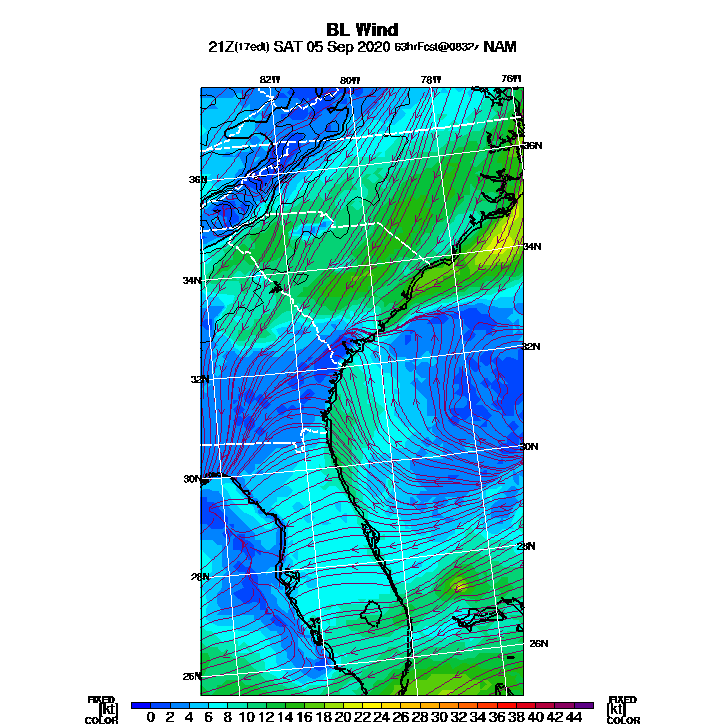 BL Wind
21Z(17edt) SAT 05 Sep 2020 63hrFcst@0832z NAM
82W 80W 78W 76W
36N
36N
34N
34N
32N
32N
30N
30N
28N
28N
26N
26N
FIXED FIXED
[kt] 0 2 4 6 8 10 12 14 16 18 20 22 24 26 28 30 32 34 36 38 40 42 44 [kt]
COLOR COLOR